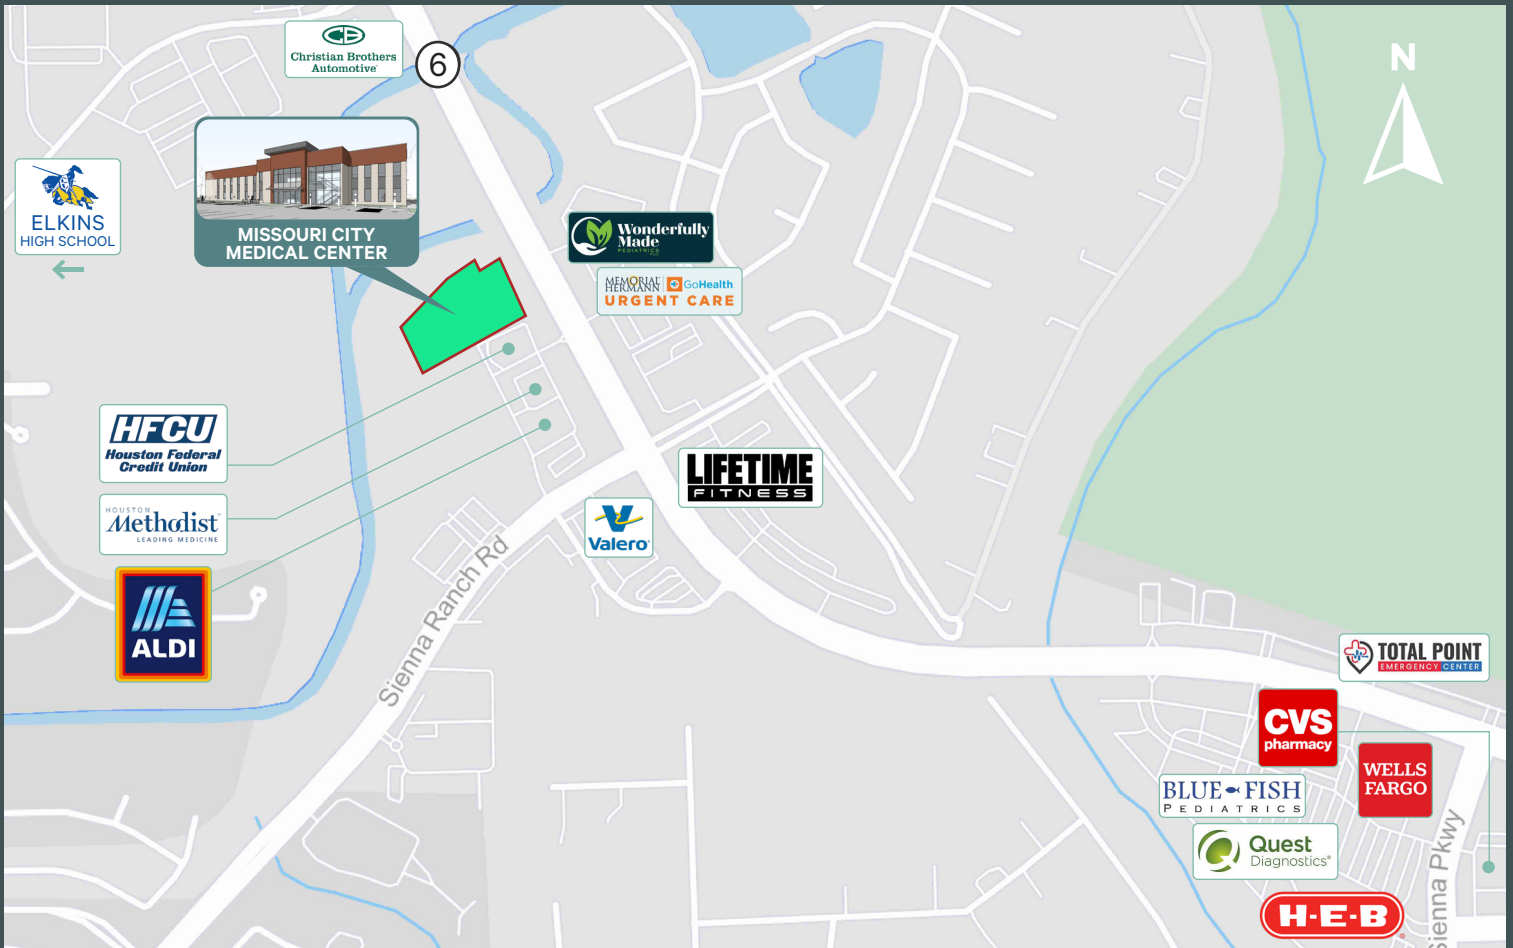 CB
Christian Brothers
Automotive
6
N
ELKINS
HIGH SCHOOL
MISSOURI CITY
MEDICAL CENTER
Wonderfully
Made
PEDIATRICS
MEMORIAL
HERMANN
GoHealth
URGENT CARE
HFCU
Houston Federal
Credit Union
HOUSTON
Methodist
LEADING MEDICINE
ALDI
LIFETIME
FITNESS
Valero
Sienna Ranch Rd
TOTAL POINT
EMERGENCY CENTER
CVS
pharmacy
WELLS
FARGO
BLUE FISH
PEDIATRICS
Quest
Diagnostics®
H-E-B
Sienna Pkwy